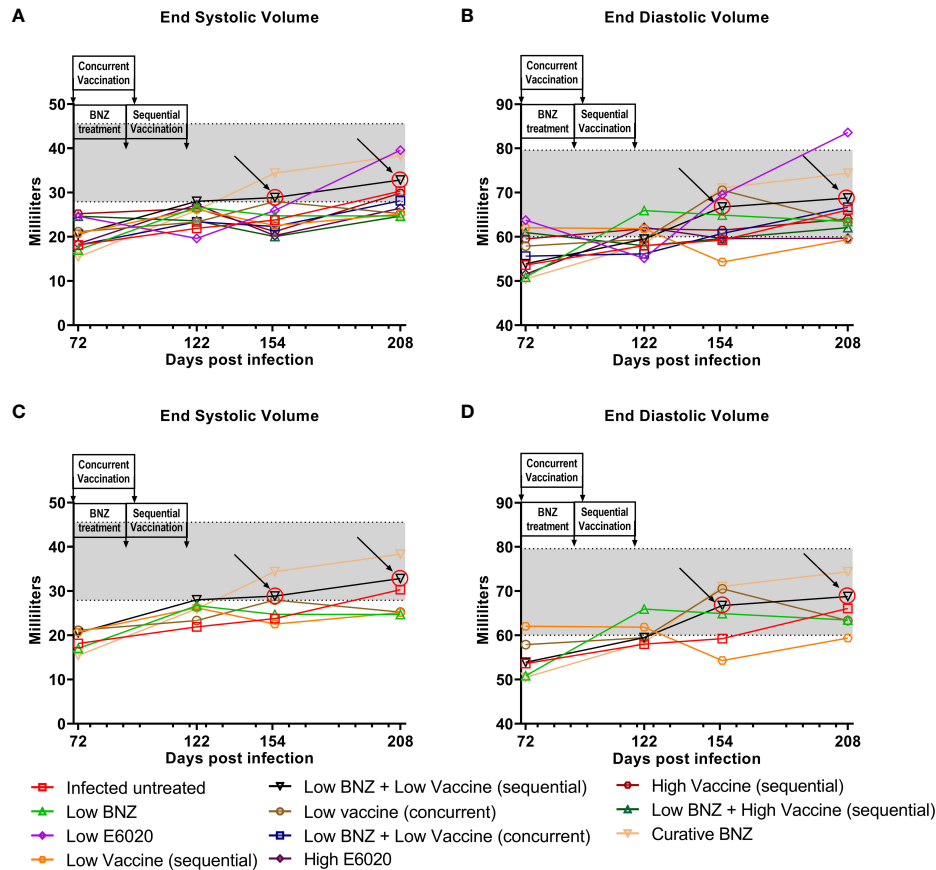 A
End Systolic Volume
Concurrent
Vaccination
BNZ
treatment
Sequential
Vaccination
50
40
30
20
10
0
Milliliters
72
122
154
208
Days post infection
B
End Diastolic Volume
Concurrent
Vaccination
BNZ
treatment
Sequential
Vaccination
90
80
70
60
50
40
Milliliters
72
122
154
208
Days post infection
C
End Systolic Volume
Concurrent
Vaccination
BNZ
treatment
Sequential
Vaccination
50
40
30
20
10
0
Milliliters
72
122
154
208
Days post infection
D
End Diastolic Volume
Concurrent
Vaccination
BNZ
treatment
Sequential
Vaccination
90
80
70
60
50
40
Milliliters
72
122
154
208
Days post infection
Infected untreated
Low BNZ
Low E6020
Low Vaccine (sequential)
Low BNZ + Low Vaccine (sequential)
Low vaccine (concurrent)
Low BNZ + Low Vaccine (concurrent)
High E6020
High Vaccine (sequential)
Low BNZ + High Vaccine (sequential)
Curative BNZ